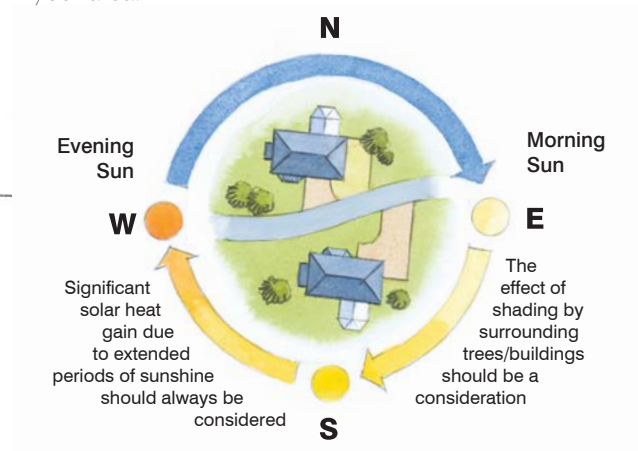 N
Evening
Sun
Morning
Sun
W
E
Significant
solar heat
gain due
to extended
periods of sunshine
should always be
considered
The
effect of
shading by
surrounding
trees/buildings
should be a
consideration
S